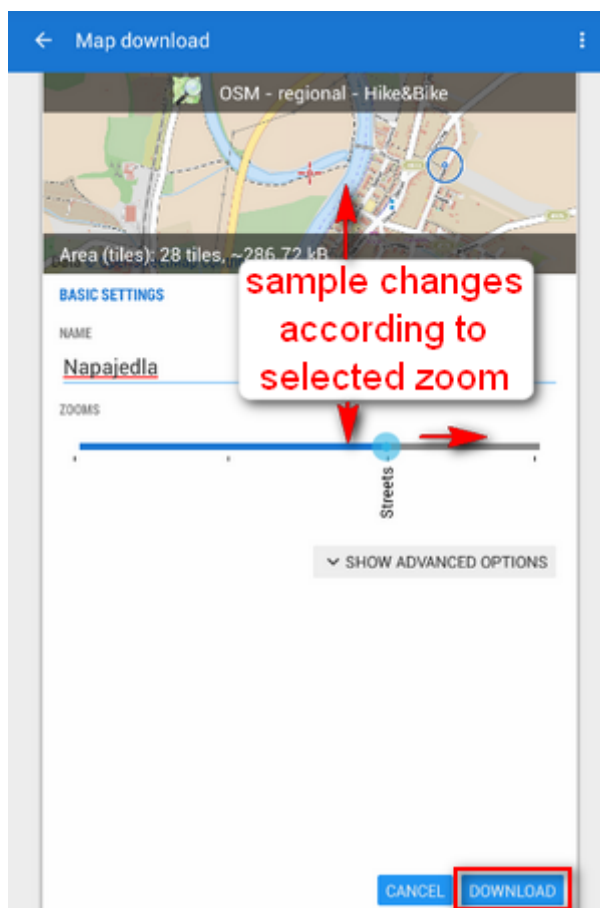 Map download
OSM - regional - Hike&Bike
Area (tiles): 28 tiles, ~286.72 kB
sample changes
according to
selected zoom
BASIC SETTINGS
NAME
Napajedla
ZOOMS
Streets
SHOW ADVANCED OPTIONS
CANCEL DOWNLOAD